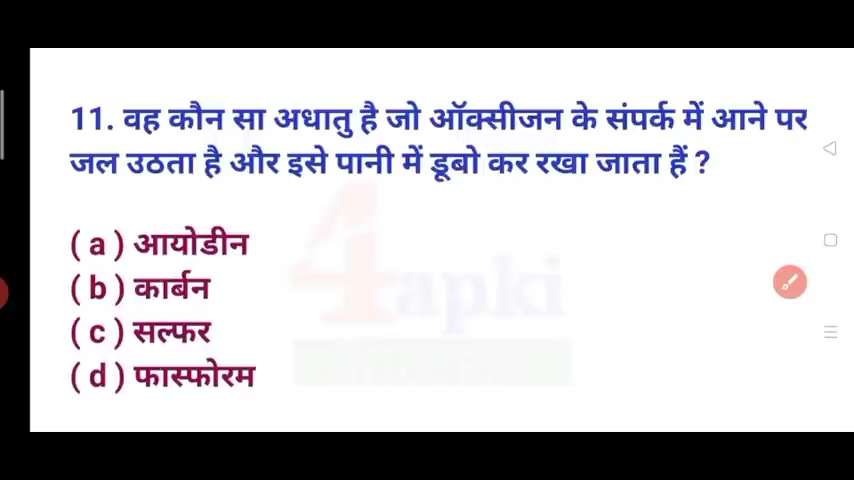 11. वह कौन सा अधातु है जो ऑक्सीजन के संपर्क में आने पर
जल उठता है और इसे पानी में डूबो कर रखा जाता हैं ?
( a ) आयोडीन
( b ) कार्बन
( c ) सल्फर
( d ) फास्फोरम
4apki